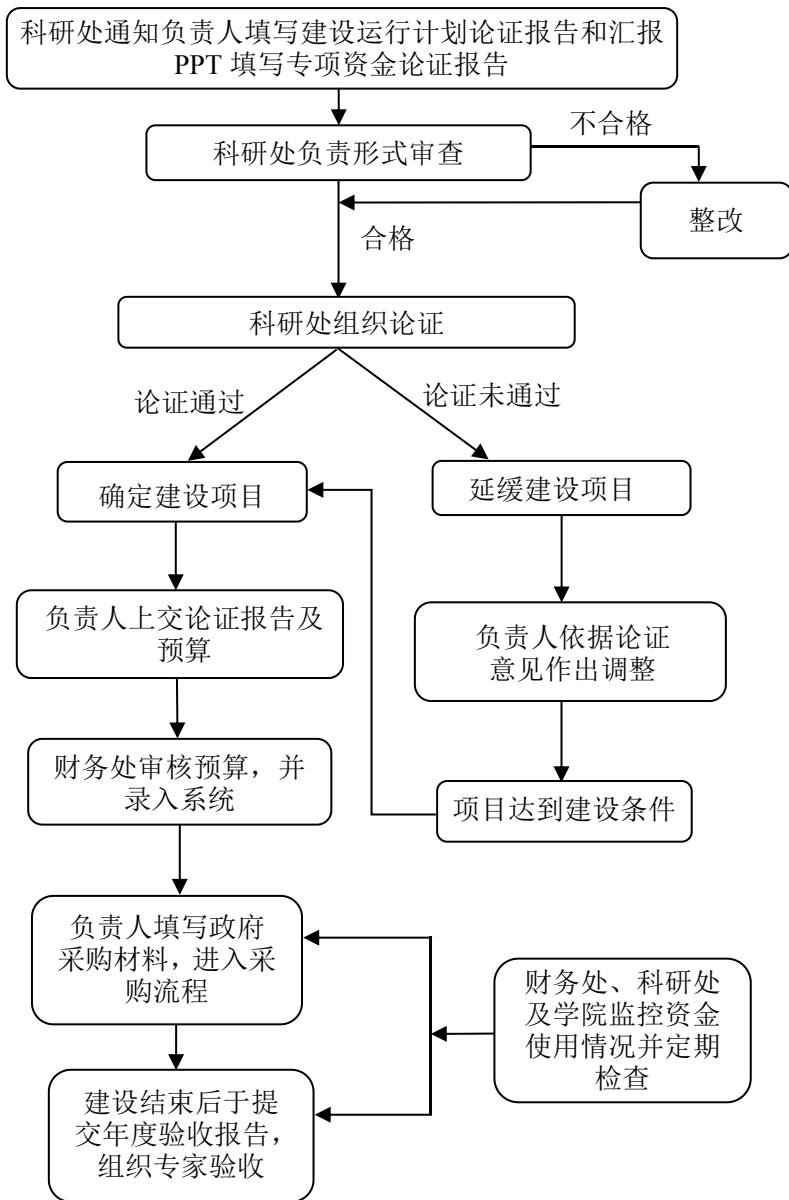 科研处通知负责人填写建设运行计划论证报告和汇报
PPT 填写专项资金论证报告
不合格
科研处负责形式审查
整改
合格
科研处组织论证
论证通过
论证未通过
确定建设项目
延缓建设项目
负责人上交论证报告及
预算
负责人依据论证
意见作出调整
财务处审核预算，并
录入系统
项目达到建设条件
负责人填写政府
采购材料，进入采
购流程
财务处、科研处
及学院监控资金
使用情况并定期
检查
建设结束后于提
交年度验收报告，
组织专家验收